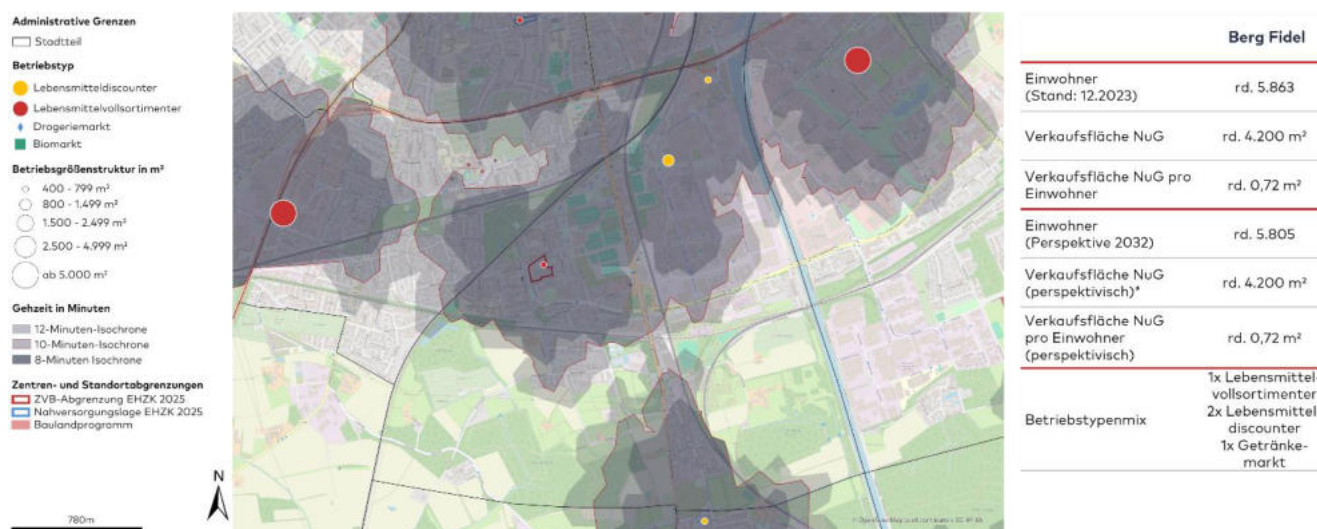 Administrative Grenzen
Stadtteil
Betriebstyp
Lebensmitteldiscounter
Lebensmittelvollsortimenter
Drogeriemarkt
Biomarkt
Betriebsgrößenstruktur in m²
400 - 799 m²
800 - 1.499 m²
1.500 - 2.499 m²
2.500 - 4.999 m²
ab 5.000 m²
Gehzeit in Minuten
12-Minuten-Isochrone
10-Minuten-Isochrone
8-Minuten Isochrone
Zentren- und Standortabgrenzungen
ZVB-Abgrenzung EHZK 2025
Nahversorgungslage EHZK 2025
Baulandprogramm
780m
N
Berg Fidel
Einwohner
(Stand: 12.2023)
rd. 5.863
Verkaufsfläche NuG
rd. 4.200 m²
Verkaufsfläche NuG pro
Einwohner
rd. 0,72 m²
Einwohner
(Perspektive 2032)
rd. 5.805
Verkaufsfläche NuG
(perspektivisch)*
rd. 4.200 m²
Verkaufsfläche NuG
pro Einwohner
(perspektivisch)
rd. 0,72 m²
Betriebstypenmix
1x Lebensmittel-
vollsortimenter
2x Lebensmittel
discounter
1x Getränke-
markt